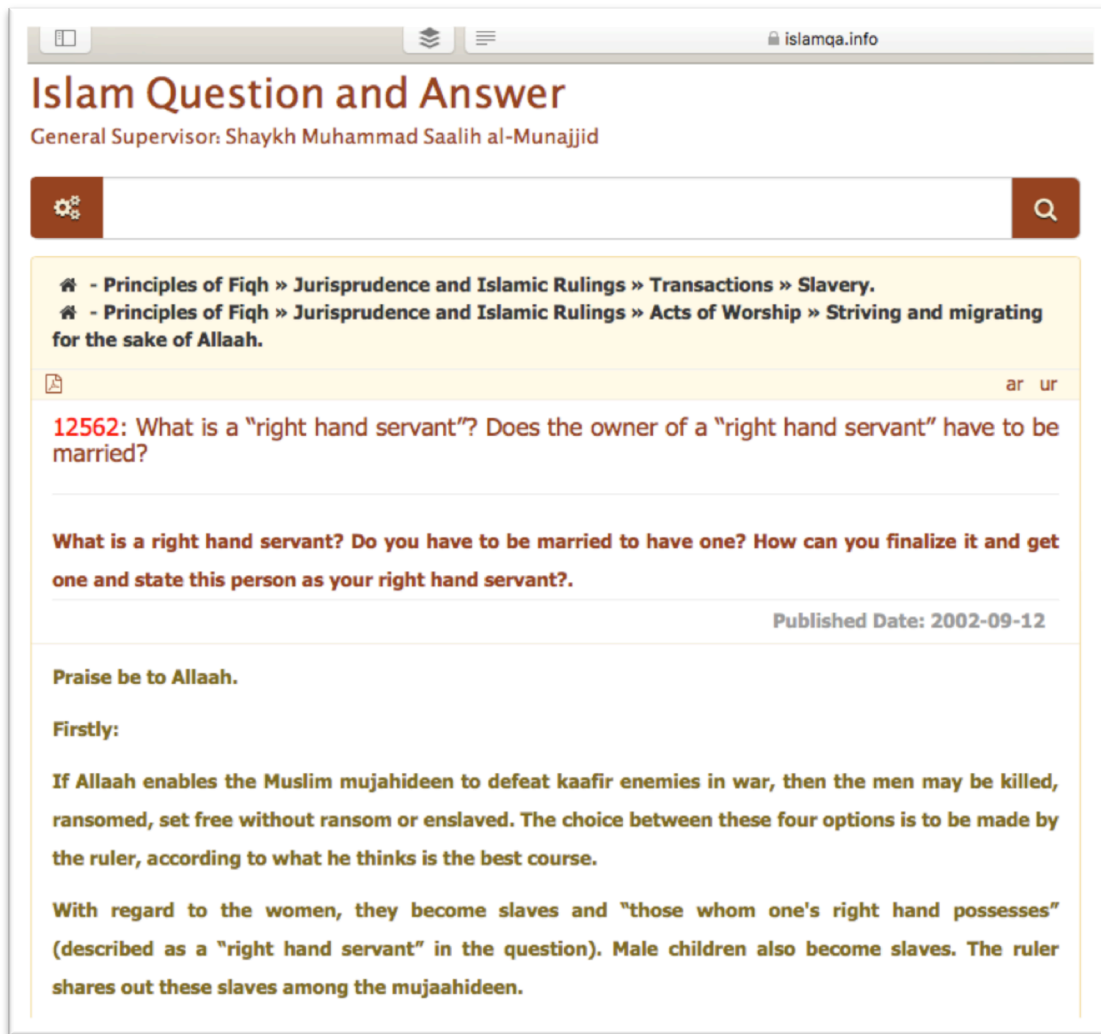 islamqa.info
Islam Question and Answer
General Supervisor: Shaykh Muhammad Saalih al-Munajjid
- Principles of Fiqh » Jurisprudence and Islamic Rulings » Transactions » Slavery.
- Principles of Fiqh » Jurisprudence and Islamic Rulings » Acts of Worship » Striving and migrating
for the sake of Allaah.
ar ur
12562: What is a “right hand servant”? Does the owner of a “right hand servant” have to be
married?
What is a right hand servant? Do you have to be married to have one? How can you finalize it and get
one and state this person as your right hand servant?.
Published Date: 2002-09-12
Praise be to Allaah.
Firstly:
If Allaah enables the Muslim mujahideen to defeat kaafir enemies in war, then the men may be killed,
ransomed, set free without ransom or enslaved. The choice between these four options is to be made by
the ruler, according to what he thinks is the best course.
With regard to the women, they become slaves and “those whom one's right hand possesses”
(described as a “right hand servant” in the question). Male children also become slaves. The ruler
shares out these slaves among the mujaahideen.